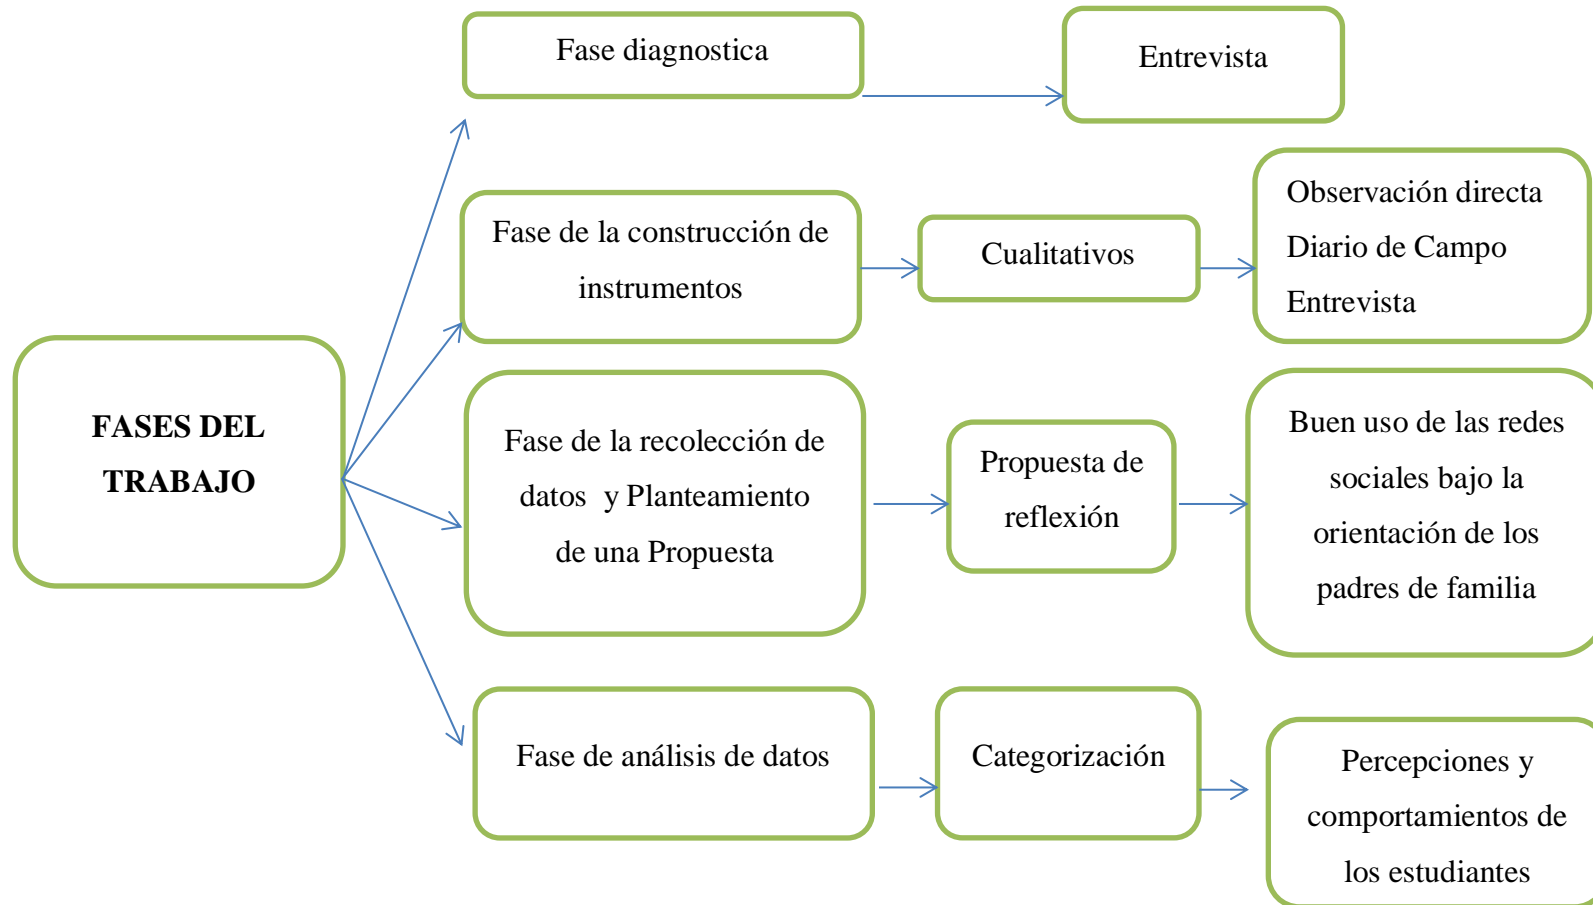 Fase diagnostica
Entrevista
Fase de la construcción de
instrumentos
Cualitativos
Observación directa
Diario de Campo
Entrevista
FASES DEL
TRABAJO
Fase de la recolección de
datos y Planteamiento
de una Propuesta
Propuesta de
reflexión
Buen uso de las redes
sociales bajo la
orientación de los
padres de familia
Fase de análisis de datos
Categorización
Percepciones y
comportamientos de
los estudiantes